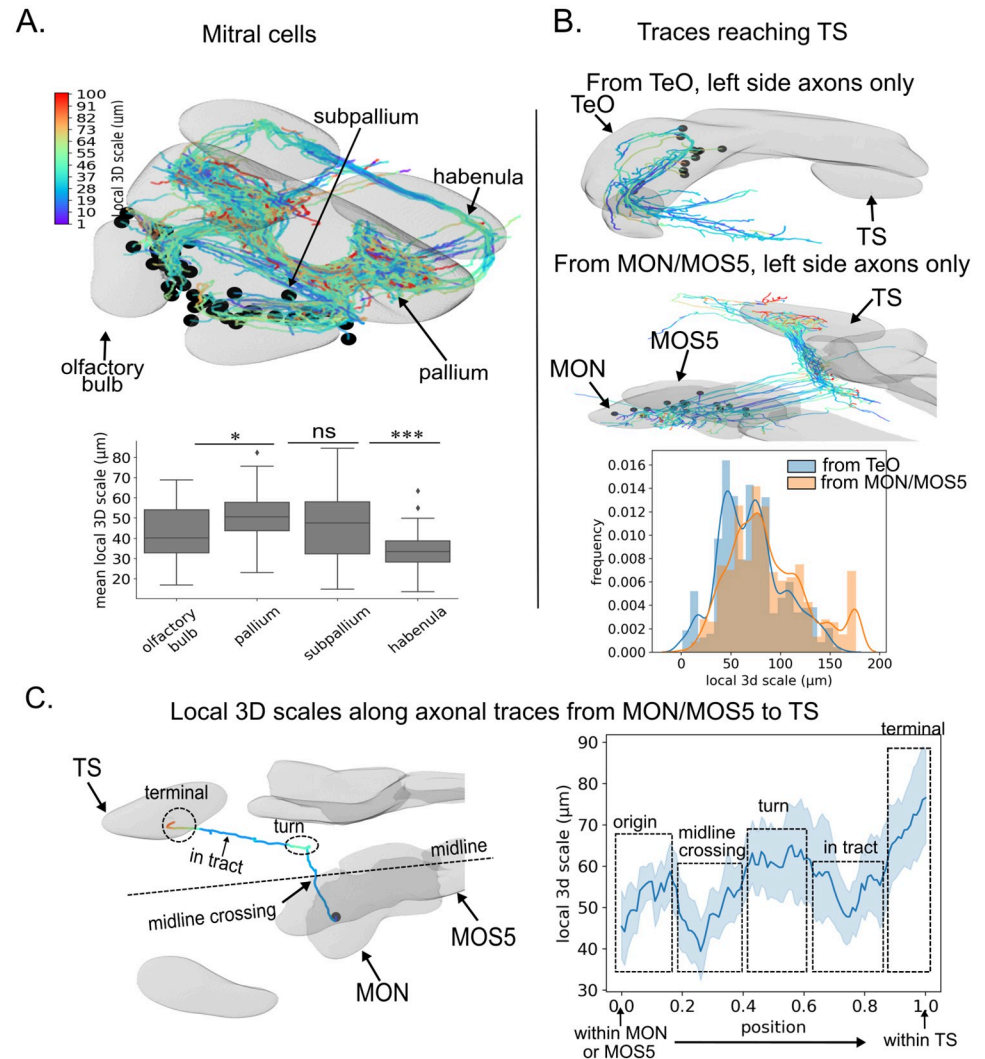 A.
Mitral cells
100
91
82
73
64
55
46
37
28
19
10
1
Local 3D scale (µm)
subpallium
habenula
olfactory
bulb
pallium
mean local 3D scale (µm)
80
70
60
50
40
30
20
*
ns
***
olfactory
bulb
pallium
subpallium
habenula
B.
Traces reaching TS
From TeO, left side axons only
TeO
TS
From MON/MOS5, left side axons only
TS
MOS5
MON
frequency
0.016
0.014
0.012
0.010
0.008
0.006
0.004
0.002
0.000
from TeO
from MON/MOS5
0
50
100
150
200
local 3d scale (µm)
C.
Local 3D scales along axonal traces from MON/MOS5 to TS
TS
terminal
turn
in tract
midline
midline crossing
MOS5
MON
local 3d scale (µm)
90
80
70
60
50
40
30
origin
midline
crossing
turn
in tract
terminal
0.0
0.2
0.4
0.6
0.8
1.0
position
within MON
or MOS5
within TS